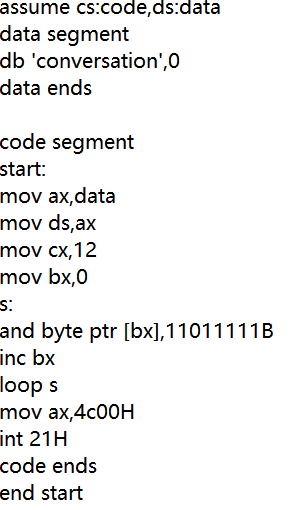 assume cs:code,ds:data
data segment
db 'conversation',0
data ends
code segment
start:
mov ax,data
mov ds,ax
mov cx,12
mov bx,0
s:
and byte ptr [bx],11011111B
inc bx
loop s
mov ax,4c00H
int 21H
code ends
end start